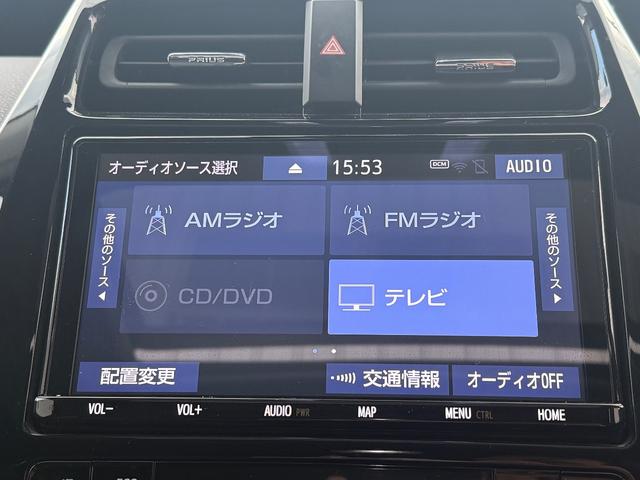 PRIUS
オーディオソース選択
15:53
DCM
AUDIO
AMラジオ
FMラジオ
その他のソース
その他のソース
CD/DVD
テレビ
配置変更
交通情報
オーディオOFF
VOL-
VOL+
AUDIO PWR
MAP
MENU CTRL
HOME